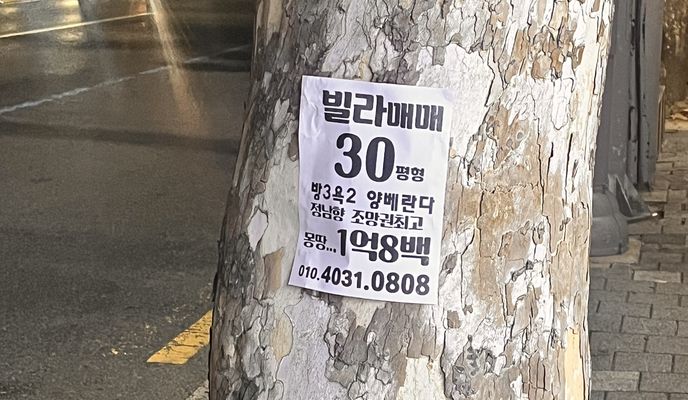 빌라매매
30평형
방3욕2 양베란다
정남향 조망권최고
몽땅...1억8백
010.4031.0808